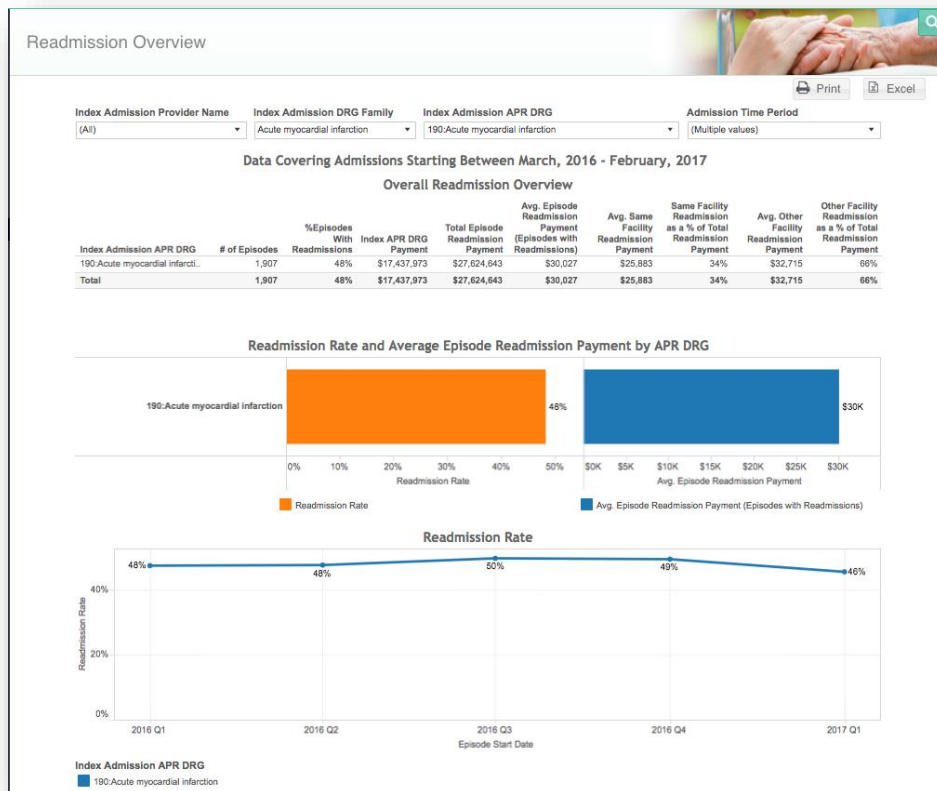 Readmission Overview
Print
Excel
Index Admission Provider Name
Index Admission DRG Family
Index Admission APR DRG
Admission Time Period
(All)
Acute myocardial infarction
190:Acute myocardial infarction
(Multiple values)
Data Covering Admissions Starting Between March, 2016 - February, 2017
Overall Readmission Overview
Index Admission APR DRG
# of Episodes
%Episodes
With
Readmissions
Index APR DRG
Payment
Total Episode
Readmission
Payment
Avg. Episode
Readmission
Payment
(Episodes with
Readmissions)
Avg. Same
Facility
Readmission
Payment
Same Facility
Readmission
as a % of Total
Readmission
Payment
Avg. Other
Facility
Readmission
Payment
Other Facility
Readmission
as a % of Total
Readmission
Payment
190:Acute myocardial infarcti.. 1,907 48% $17,437,973 $27,624,643 $30,027 $25,883 34% $32,715 66%
Total 1,907 48% $17,437,973 $27,624,643 $30,027 $25,883 34% $32,715 66%
Readmission Rate and Average Episode Readmission Payment by APR DRG
190:Acute myocardial infarction
48%
$30K
0% 10% 20% 30% 40% 50%
$0K $5K $10K $15K $20K $25K $30K
Readmission Rate
Avg. Episode Readmission Payment
Readmission Rate
Avg. Episode Readmission Payment (Episodes with Readmissions)
Readmission Rate
48%
48%
50%
49%
46%
40%
20%
0%
Readmission Rate
2016 Q1 2016 Q2 2016 Q3 2016 Q4 2017 Q1
Episode Start Date
Index Admission APR DRG
190:Acute myocardial infarction